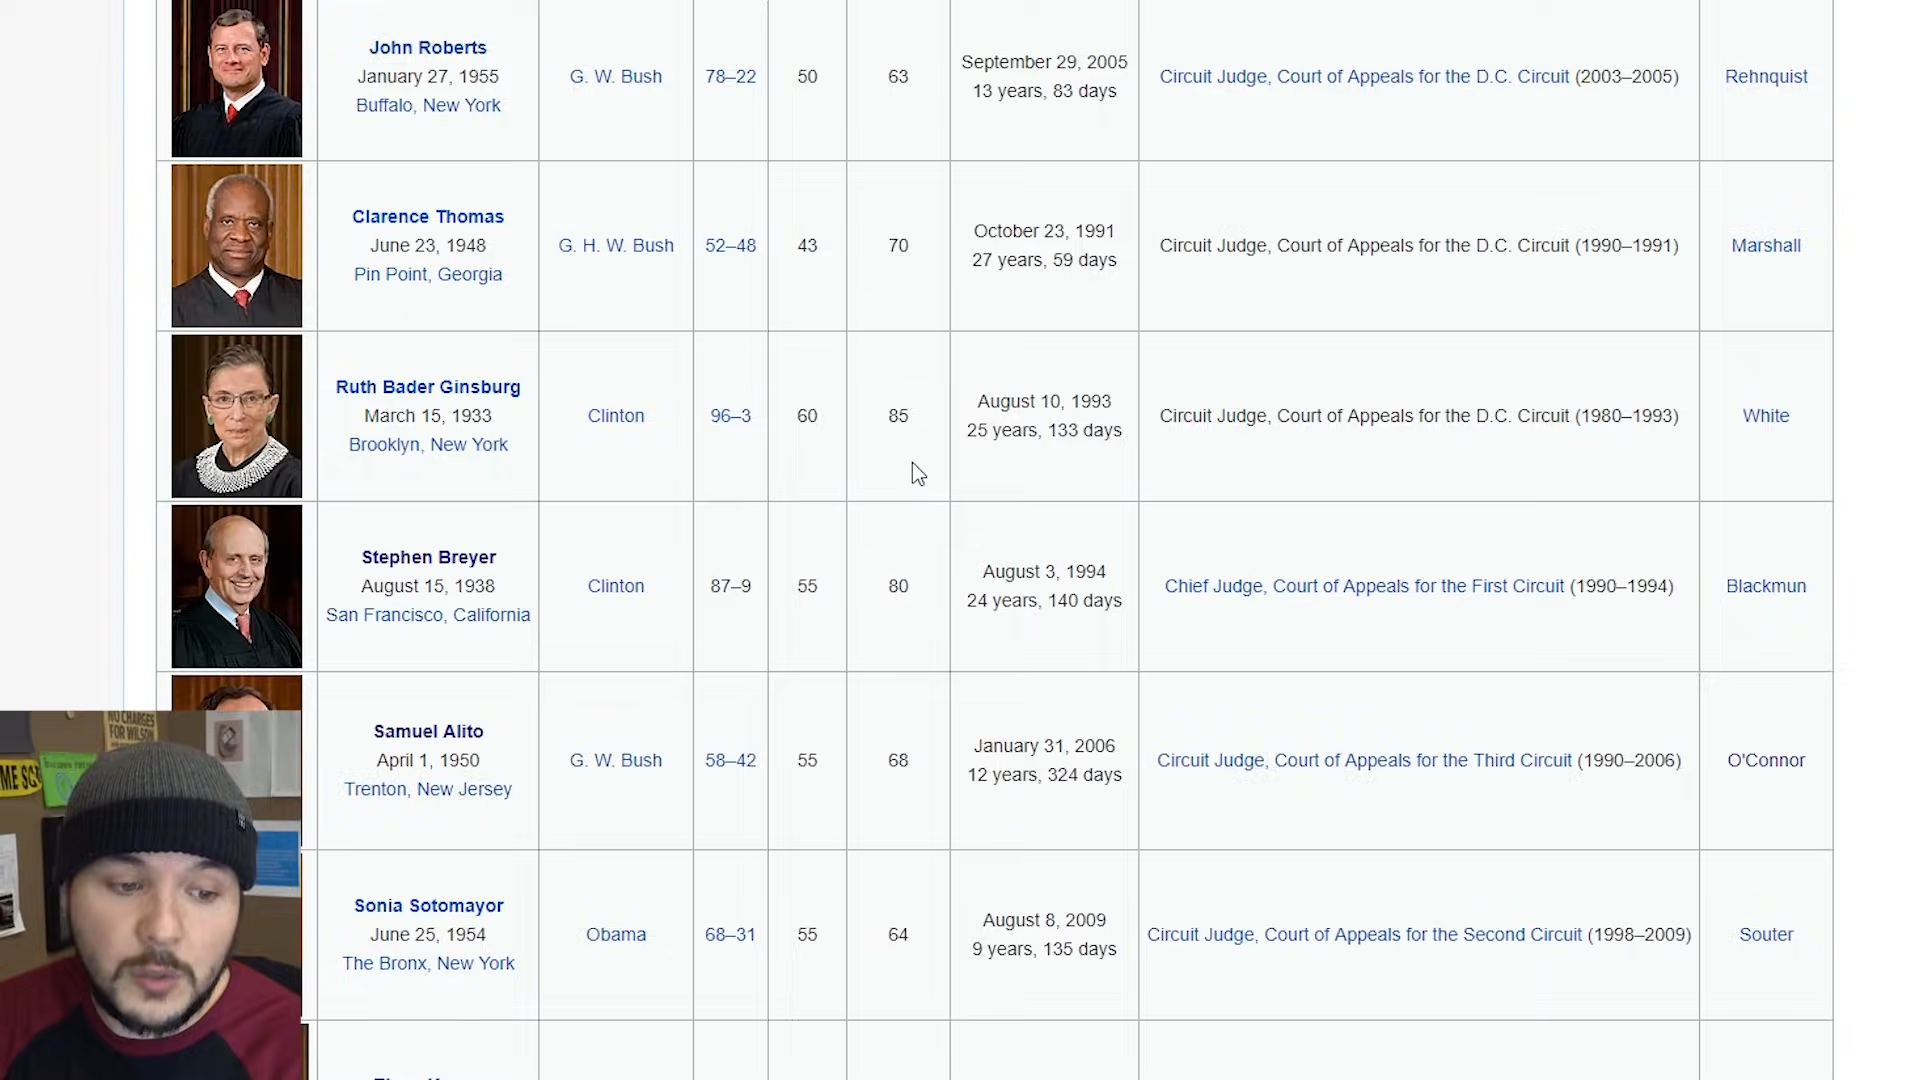 John Roberts
January 27, 1955
Buffalo, New York
G. W. Bush
78–22
50
63
September 29, 2005
13 years, 83 days
Circuit Judge, Court of Appeals for the D.C. Circuit (2003–2005)
Rehnquist
Clarence Thomas
June 23, 1948
Pin Point, Georgia
G. H. W. Bush
52–48
43
70
October 23, 1991
27 years, 59 days
Circuit Judge, Court of Appeals for the D.C. Circuit (1990–1991)
Marshall
Ruth Bader Ginsburg
March 15, 1933
Brooklyn, New York
Clinton
96–3
60
85
August 10, 1993
25 years, 133 days
Circuit Judge, Court of Appeals for the D.C. Circuit (1980–1993)
White
Stephen Breyer
August 15, 1938
San Francisco, California
Clinton
87–9
55
80
August 3, 1994
24 years, 140 days
Chief Judge, Court of Appeals for the First Circuit (1990–1994)
Blackmun
Samuel Alito
April 1, 1950
Trenton, New Jersey
G. W. Bush
58–42
55
68
January 31, 2006
12 years, 324 days
Circuit Judge, Court of Appeals for the Third Circuit (1990–2006)
O'Connor
Sonia Sotomayor
June 25, 1954
The Bronx, New York
Obama
68–31
55
64
August 8, 2009
9 years, 135 days
Circuit Judge, Court of Appeals for the Second Circuit (1998–2009)
Souter
NO CHARGES
FOR WILSON
ME